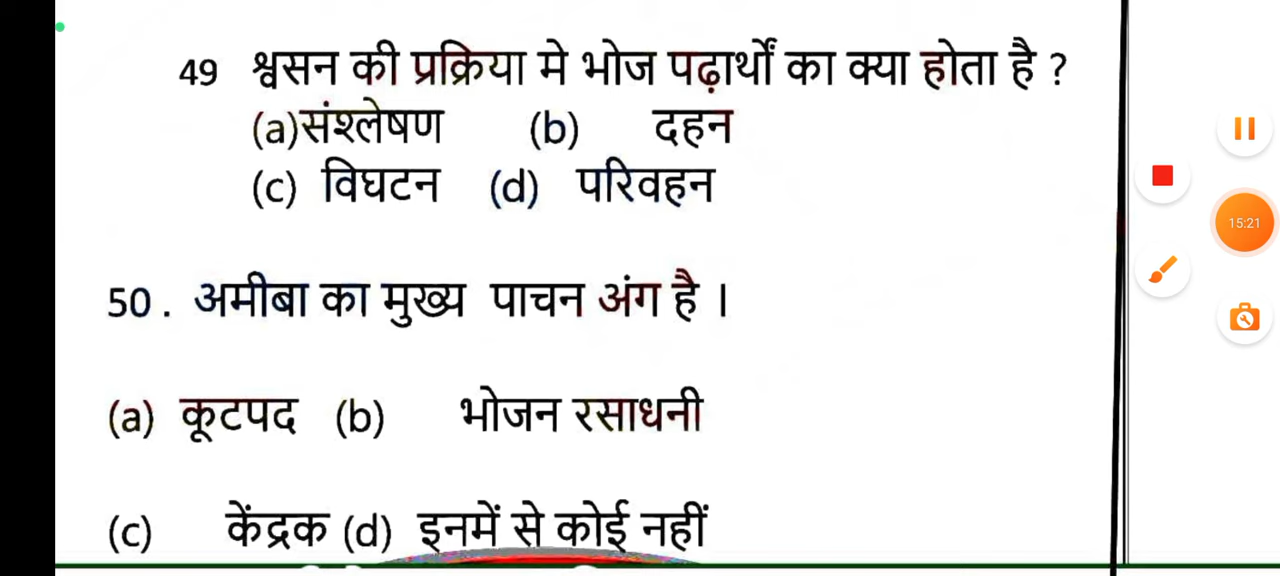 49 श्वसन की प्रक्रिया मे भोज पढ़ार्थों का क्या होता है ?
(a)संश्लेषण (b) दहन
(c) विघटन (d) परिवहन
50 . अमीबा का मुख्य पाचन अंग है ।
(a) कूटपद (b) भोजन रसाधनी
(c) केंद्रक (d) इनमें से कोई नहीं
15:21